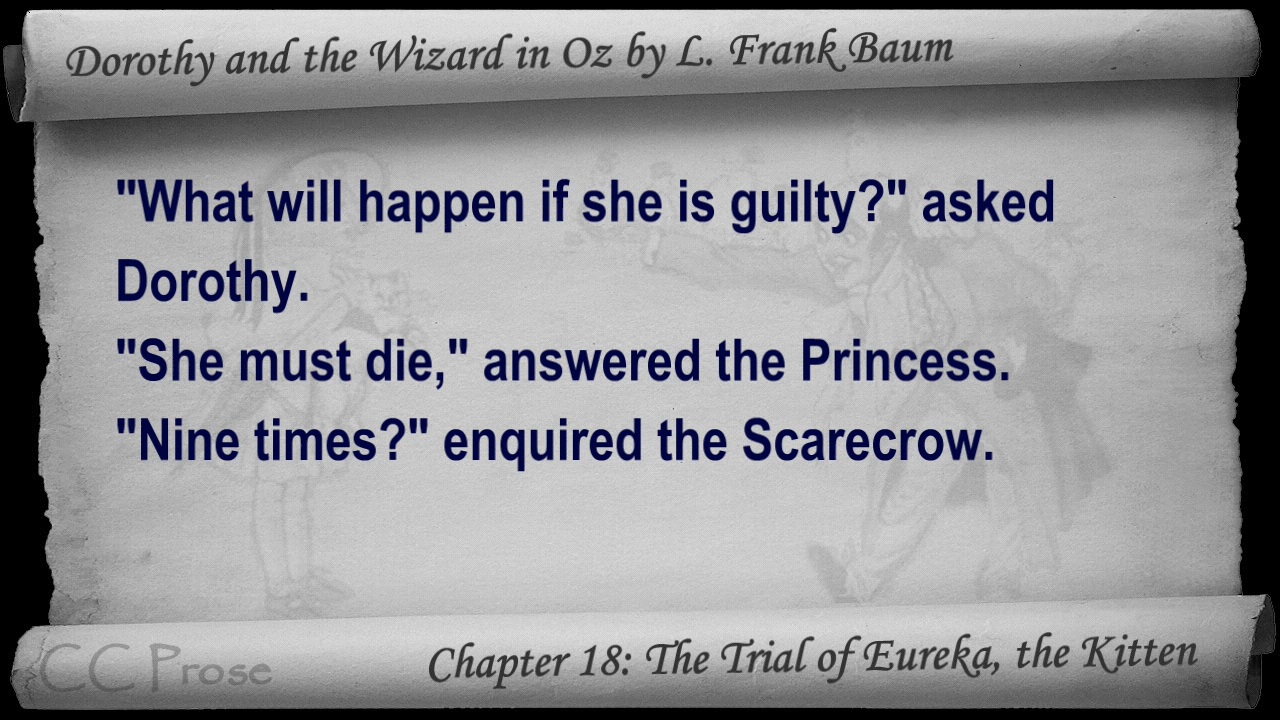 Dorothy and the Wizard in Oz by L. Frank Baum
"What will happen if she is guilty?" asked
Dorothy.
"She must die," answered the Princess.
"Nine times?" enquired the Scarecrow.
CC Prose
Chapter 18: The Trial of Eureka, the Kitten